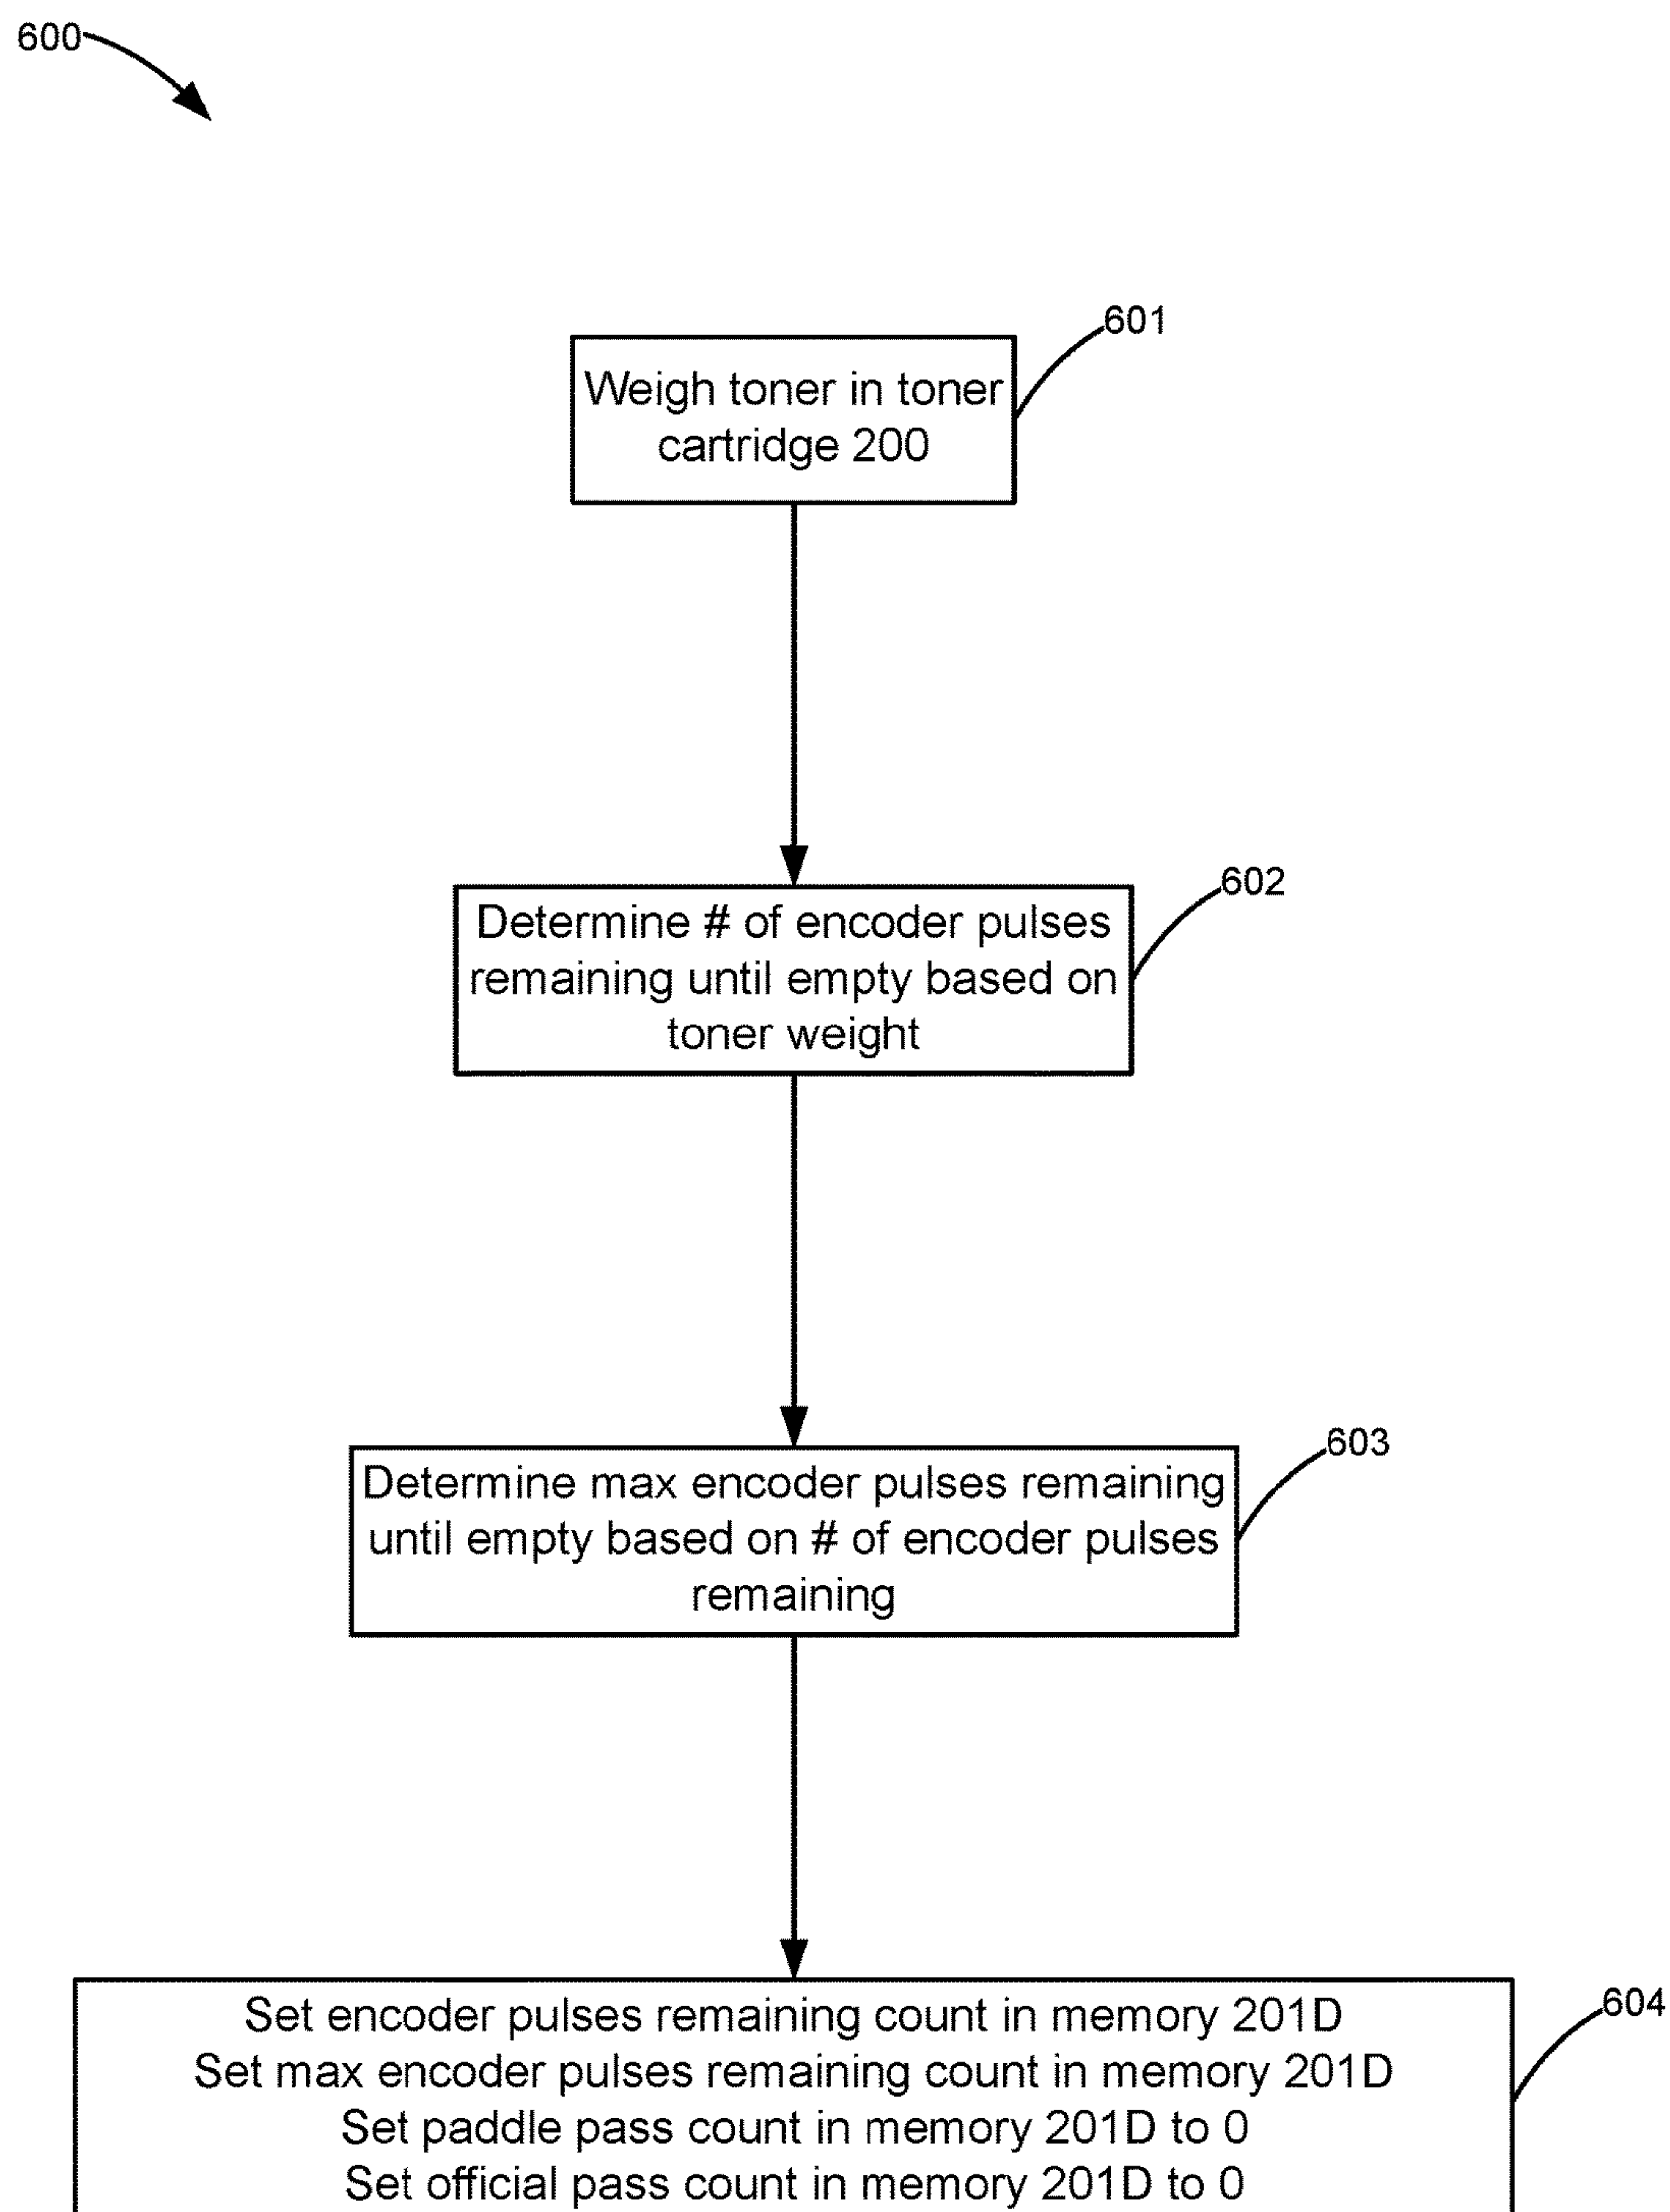 600
601
Weigh toner in toner
cartridge 200
602
Determine # of encoder pulses
remaining until empty based on
toner weight
603
Determine max encoder pulses remaining
until empty based on # of encoder pulses
remaining
604
Set encoder pulses remaining count in memory 201D
Set max encoder pulses remaining count in memory 201D
Set paddle pass count in memory 201D to 0
Set official pass count in memory 201D to 0